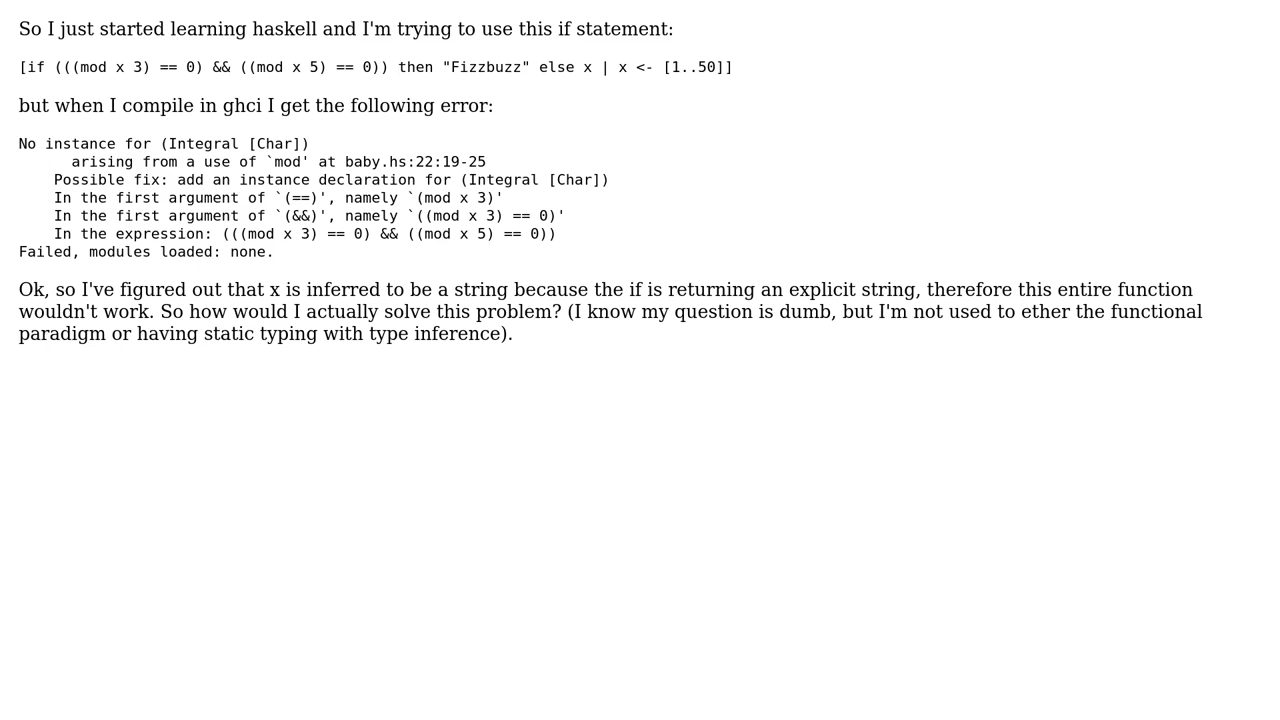 So I just started learning haskell and I'm trying to use this if statement:
[if (((mod x 3) == 0) && ((mod x 5) == 0)) then "Fizzbuzz" else x | x <- [1..50]]
but when I compile in ghci I get the following error:
No instance for (Integral [Char])
      arising from a use of `mod' at baby.hs:22:19-25
    Possible fix: add an instance declaration for (Integral [Char])
    In the first argument of `(==)', namely `(mod x 3)'
    In the first argument of `(&&)', namely `((mod x 3) == 0)'
    In the expression: (((mod x 3) == 0) && ((mod x 5) == 0))
Failed, modules loaded: none.
Ok, so I've figured out that x is inferred to be a string because the if is returning an explicit string, therefore this entire function
wouldn't work. So how would I actually solve this problem? (I know my question is dumb, but I'm not used to ether the functional
paradigm or having static typing with type inference).